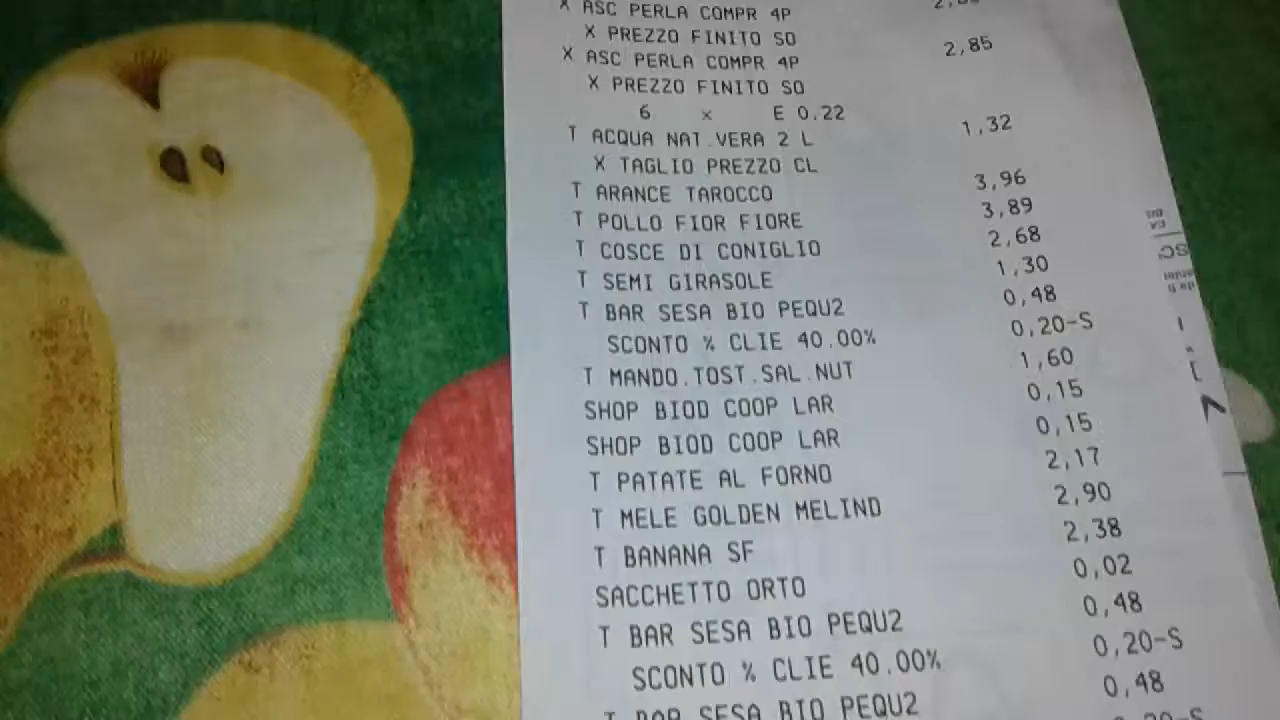 X ASC PERLA COMPR 4P
X PREZZO FINITO SO
X ASC PERLA COMPR 4P 2,85
X PREZZO FINITO SO
6 x E 0.22
T ACQUA NAT.VERA 2 L 1,32
X TAGLIO PREZZO CL
T ARANCE TAROCCO 3,96
T POLLO FIOR FIORE 3,89
T COSCE DI CONIGLIO 2,68
T SEMI GIRASOLE 1,30
T BAR SESA BIO PEQU2 0,48
SCONTO % CLIE 40.00% 0,20-S
T MANDO.TOST.SAL.NUT 1,60
SHOP BIOD COOP LAR 0,15
SHOP BIOD COOP LAR 0,15
T PATATE AL FORNO 2,17
T MELE GOLDEN MELIND 2,90
T BANANA SF 2,38
SACCHETTO ORTO 0,02
T BAR SESA BIO PEQU2 0,48
SCONTO % CLIE 40.00% 0,20-S
T BAR SESA BIO PEQU2 0,48